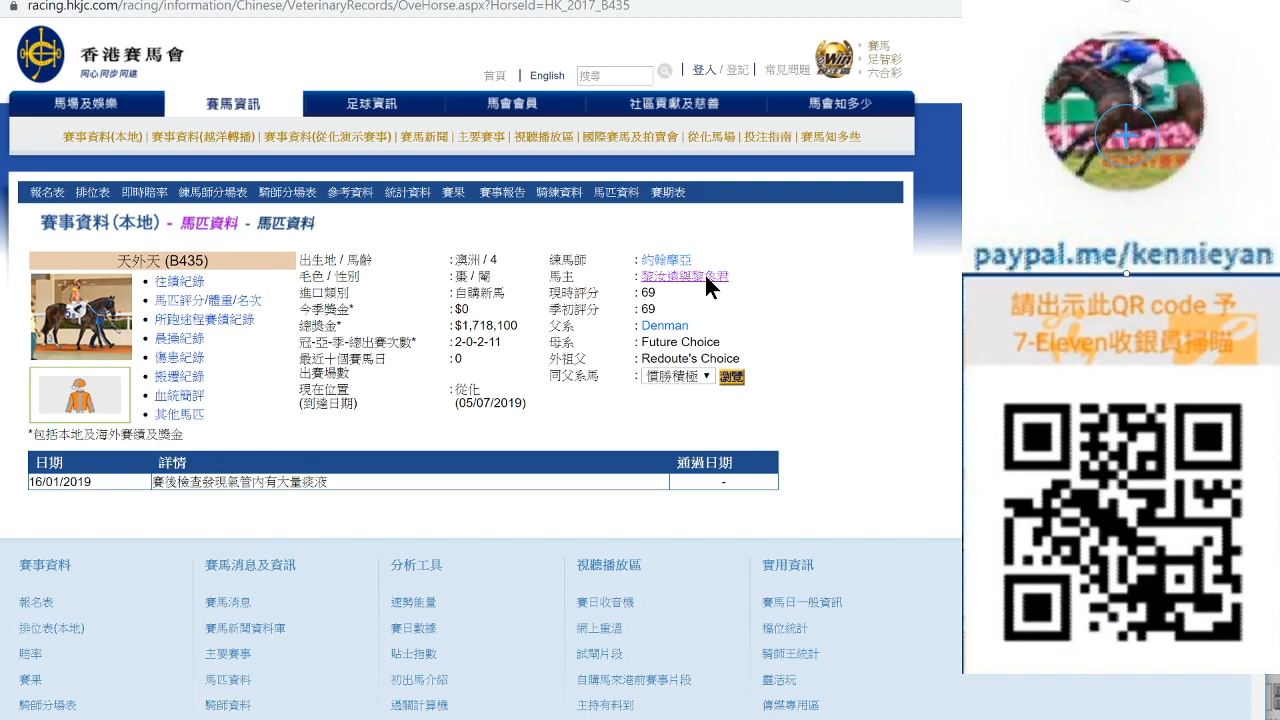 racing.hkjc.com/racing/information/Chinese/VeterinaryRecords/OveHorse.aspx?HorseId=HK_2017_B435
香港賽馬會
同心同步同進
首頁 | English 搜尋 | 登入 / 登記 | 常見問題
eWin
賽馬
足智彩
六合彩
馬場及娛樂 賽馬資訊 足球資訊 馬會會員 社區貢獻及慈善 馬會知多少
賽事資料(本地) | 賽事資料(越洋轉播) | 賽事資料(從化演示賽事) | 賽馬新聞 | 主要賽事 | 視聽播放區 | 國際賽馬及拍賣會 | 從化馬場 | 投注指南 | 賽馬知多些
報名表 排位表 即時賠率 練馬師分場表 騎師分場表 參考資料 統計資料 賽果 賽事報告 騎練資料 馬匹資料 賽期表
賽事資料(本地) - 馬匹資料 - 馬匹資料
天外天 (B435)
往績紀錄
馬匹評分/體重/名次
所跑途程賽績紀錄
晨操紀錄
傷患紀錄
搬遷紀錄
血統簡評
其他馬匹
出生地 / 馬齡 : 澳洲 / 4
毛色 / 性別 : 棗 / 閹
進口類別 : 自購新馬
今季獎金* : $0
總獎金* : $1,718,100
冠-亞-季-總出賽次數* : 2-0-2-11
最近十個賽馬日 : 0
出賽場數
現在位置 : 從化
(到達日期) (05/07/2019)
練馬師 : 約翰摩亞
馬主 : 黎汝遠與黎逸君
現時評分 : 69
季初評分 : 69
父系 : Denman
母系 : Future Choice
外祖父 : Redoute's Choice
同父系馬 : 慣勝積極 瀏覽
*包括本地及海外賽績及獎金
日期 詳情 通過日期
16/01/2019 賽後檢查發現氣管內有大量痰液 -
賽事資料 賽馬消息及資訊 分析工具 視聽播放區 實用資訊
報名表 賽馬消息 速勢能量 賽日收音機 賽馬日一般資訊
排位表(本地) 賽馬新聞資料庫 賽日數據 網上重溫 檔位統計
賠率 主要賽事 貼士指數 試閘片段 騎師王統計
賽果 馬匹資料 初出馬介紹 自購馬來港前賽事片段 靈活玩
騎師分場表 騎師資料 過關計算機 主持有料到 傳媒專用區
paypal.me/kennieyan
請出示此QR code 予
7-Eleven收銀員掃瞄